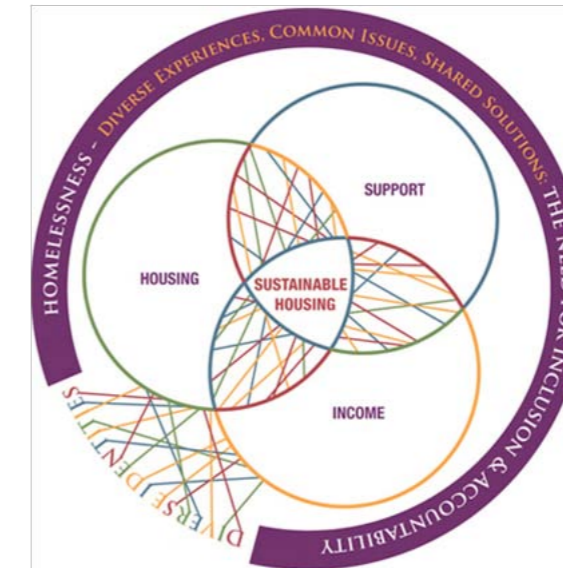 HOMELESSNESS - DIVERSE EXPERIENCES, COMMON ISSUES, SHARED SOLUTIONS: THE NEED FOR INCLUSION & ACCOUNTABILITY
SUPPORT
HOUSING
SUSTAINABLE
HOUSING
INCOME
DIVERSE IDENTITIES